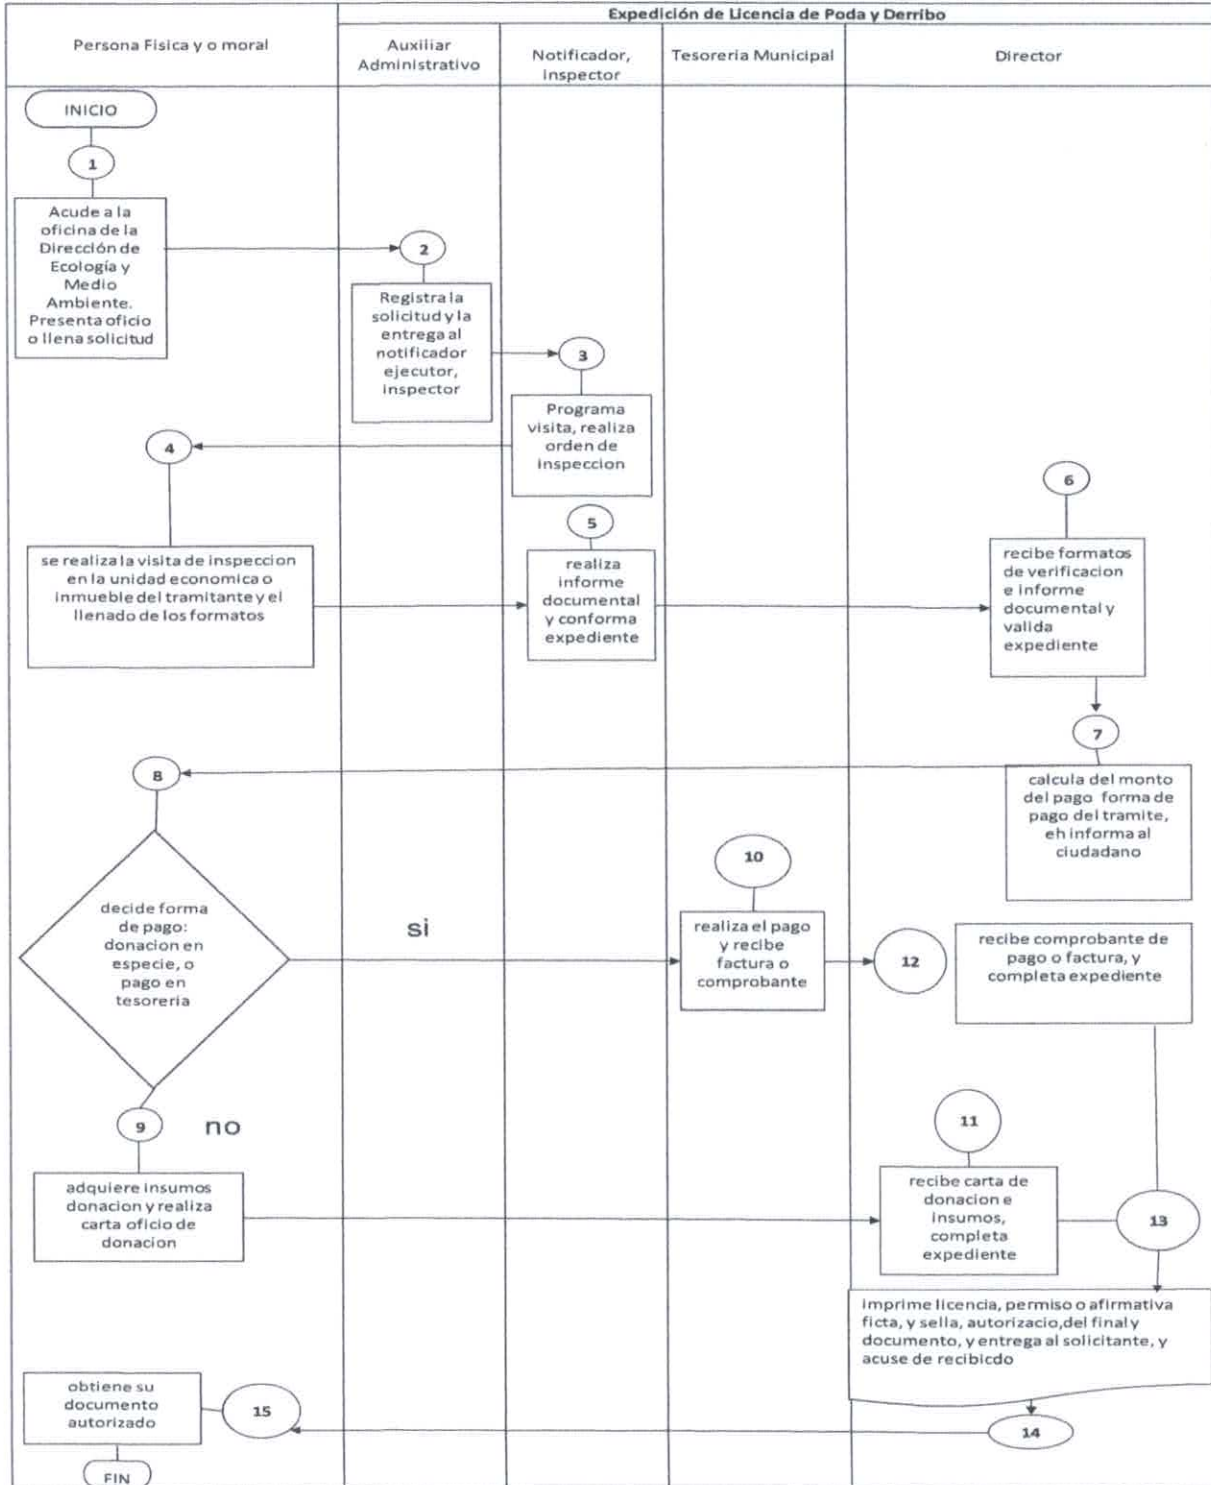 Expedición de Licencia de Poda y Derribo
Persona Fisica y o moral
Auxiliar
Administrativo
Notificador,
inspector
Tesoreria Municipal
Director
INICIO
1
Acude a la
oficina de la
Dirección de
Ecología y
Medio
Ambiente.
Presenta oficio
o llena solicitud
2
Registra la
solicitud y la
entrega al
notificador
ejecutor,
inspector
3
Programa
visita, realiza
orden de
inspeccion
4
se realiza la visita de inspeccion
en la unidad economica o
inmueble del tramitante y el
llenado de los formatos
5
realiza
informe
documental
y conforma
expediente
6
recibe formatos
de verificacion
e informe
documental y
valida
expediente
7
calcula del monto
del pago forma de
pago del tramite,
eh informa al
ciudadano
8
decide forma
de pago:
donacion en
especie, o
pago en
tesoreria
si
10
realiza el pago
y recibe
factura o
comprobante
12
recibe comprobante de
pago o factura, y
completa expediente
9
no
adquiere insumos
donacion y realiza
carta oficio de
donacion
11
recibe carta de
donacion e
insumos,
completa
expediente
13
imprime licencia, permiso o afirmativa
ficta, y sella, autorizacio,del final y
documento, y entrega al solicitante, y
acuse de recibicdo
14
15
obtiene su
documento
autorizado
FIN